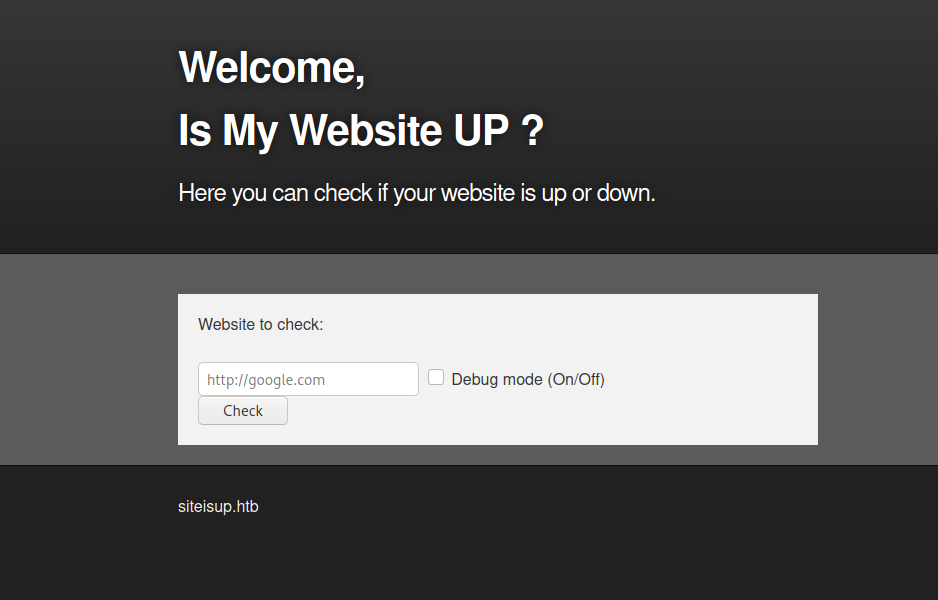 Welcome,
Is My Website UP ?
Here you can check if your website is up or down.
Website to check:
http://google.com
Debug mode (On/Off)
Check
siteisup.htb